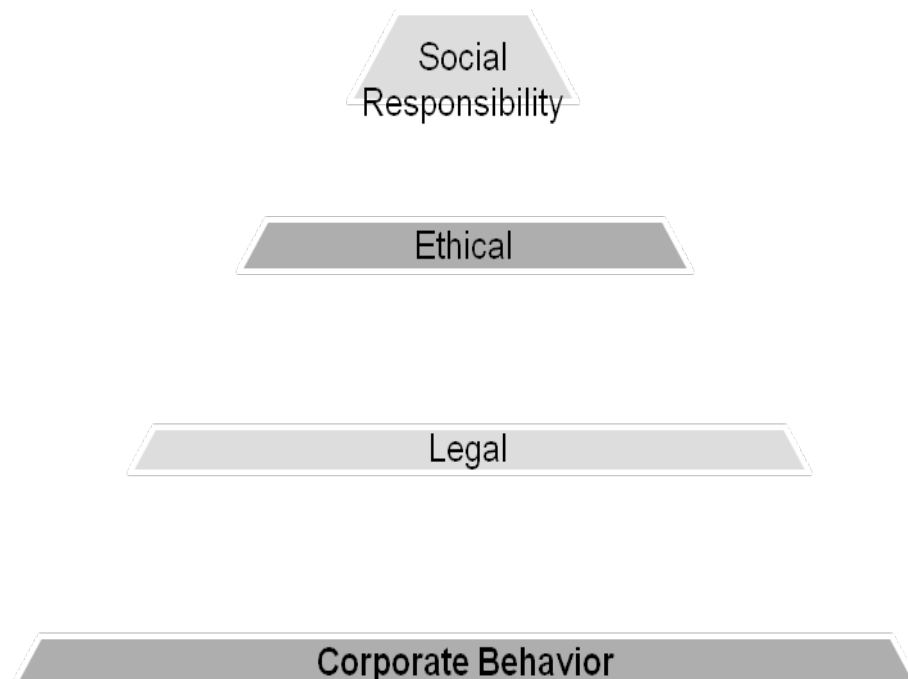 Social
Responsibility
Ethical
Legal
Corporate Behavior